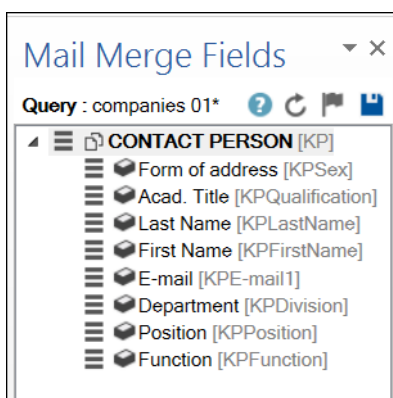 Mail Merge Fields
Query : companies 01*
CONTACT PERSON [KP]
Form of address [KPSex]
Acad. Title [KPQualification]
Last Name [KPLastName]
First Name [KPFirstName]
E-mail [KPE-mail1]
Department [KPDivision]
Position [KPPosition]
Function [KPFunction]